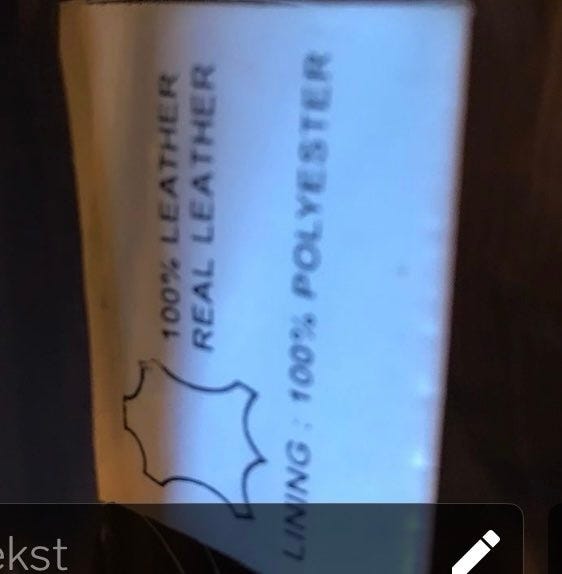 100% LEATHER
REAL LEATHER
LINING : 100% POLYESTER
ekst